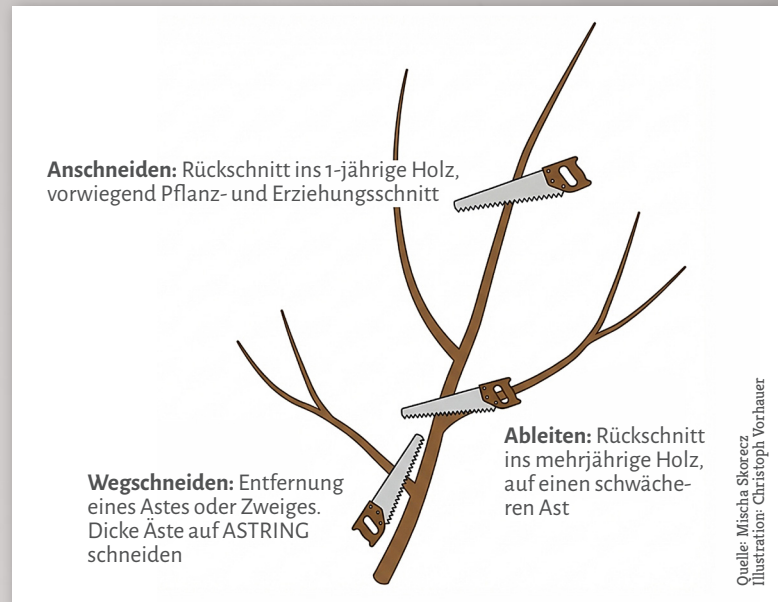 Anschneiden: Rückschnitt ins 1-jährige Holz,
vorwiegend Pflanz- und Erziehungsschnitt
Ableiten: Rückschnitt
ins mehrjährige Holz,
auf einen schwäche-
ren Ast
Wegschneiden: Entfernung
eines Astes oder Zweiges.
Dicke Äste auf ASTRING
schneiden
Quelle: Mischa Skorecz
Illustration: Christoph Vorhauer